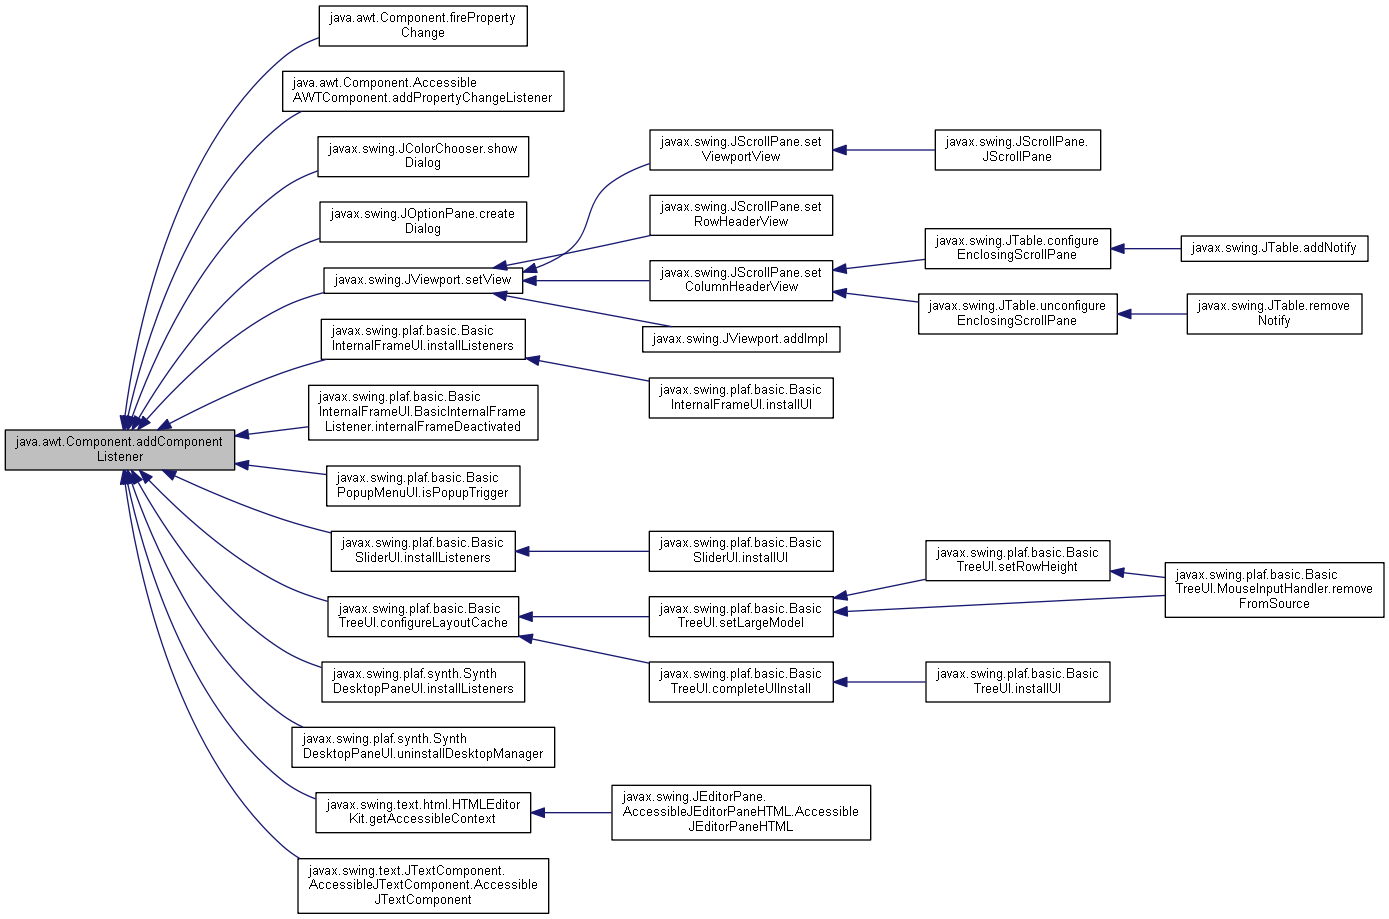 java.awt.Component.addComponent
Listener
java.awt.Component.fireProperty
Change
java.awt.Component.Accessible
AWTComponent.addPropertyChangeListener
javax.swing.JColorChooser.show
Dialog
javax.swing.JOptionPane.create
Dialog
javax.swing.JViewport.setView
javax.swing.JScrollPane.set
ViewportView
javax.swing.JScrollPane.
JScrollPane
javax.swing.JScrollPane.set
RowHeaderView
javax.swing.JScrollPane.set
ColumnHeaderView
javax.swing.JTable.configure
EnclosingScrollPane
javax.swing.JTable.addNotify
javax.swing.JTable.unconfigure
EnclosingScrollPane
javax.swing.JTable.remove
Notify
javax.swing.JViewport.addImpl
javax.swing.plaf.basic.Basic
InternalFrameUI.installListeners
javax.swing.plaf.basic.Basic
InternalFrameUI.installUI
javax.swing.plaf.basic.Basic
InternalFrameUI.BasicInternalFrame
Listener.internalFrameDeactivated
javax.swing.plaf.basic.Basic
PopupMenuUI.isPopupTrigger
javax.swing.plaf.basic.Basic
SliderUI.installListeners
javax.swing.plaf.basic.Basic
SliderUI.installUI
javax.swing.plaf.basic.Basic
TreeUI.configureLayoutCache
javax.swing.plaf.basic.Basic
TreeUI.setLargeModel
javax.swing.plaf.basic.Basic
TreeUI.setRowHeight
javax.swing.plaf.basic.Basic
TreeUI.MouseInputHandler.remove
FromSource
javax.swing.plaf.basic.Basic
TreeUI.completeUIInstall
javax.swing.plaf.basic.Basic
TreeUI.installUI
javax.swing.plaf.synth.Synth
DesktopPaneUI.installListeners
javax.swing.plaf.synth.Synth
DesktopPaneUI.uninstallDesktopManager
javax.swing.text.html.HTMLEditor
Kit.getAccessibleContext
javax.swing.JEditorPane.
AccessibleJEditorPaneHTML.Accessible
JEditorPaneHTML
javax.swing.text.JTextComponent.
AccessibleJTextComponent.Accessible
JTextComponent